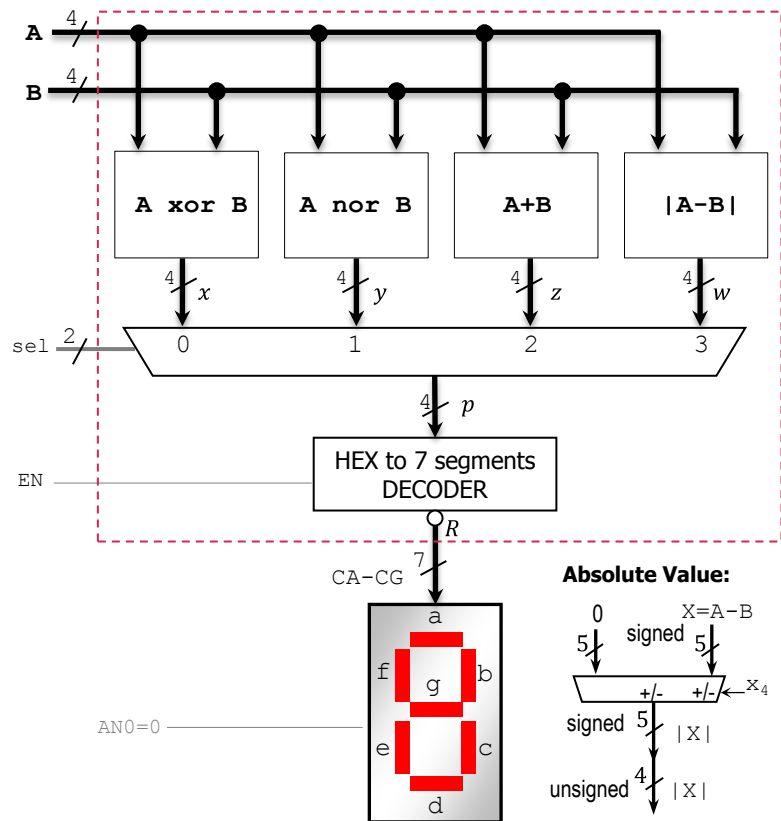 A 4
B 4
A xor B A nor B A+B |A-B|
4 x 4 y 4 z 4 w
sel 2 0 1 2 3
4 p
HEX to 7 segments
DECODER
EN
R
7
CA-CG
Absolute Value:
0 X=A-B
5 signed 5
+/- +/- x4
signed 5 |X|
unsigned 4 |X|
a
f b
g
AN0=0
e c
d